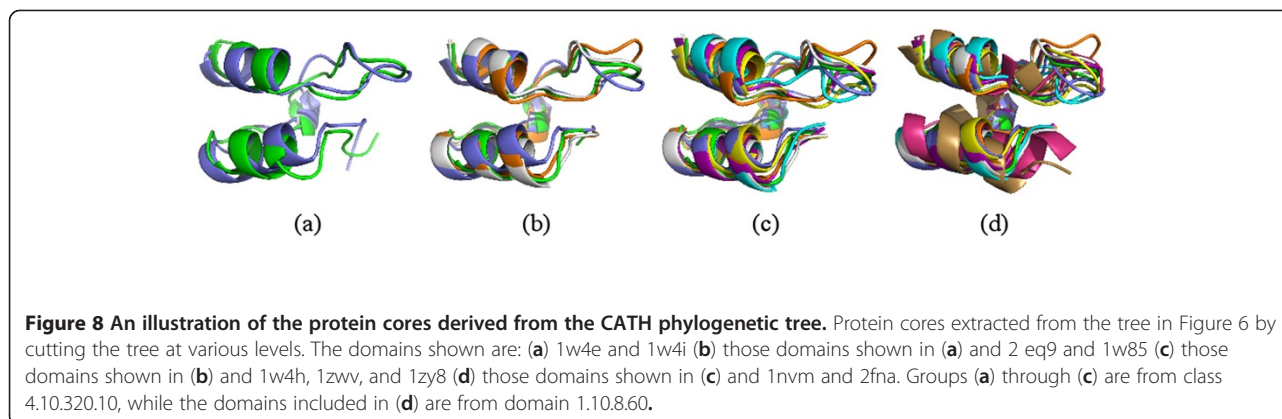 (a) (b) (c) (d)
Figure 8 An illustration of the protein cores derived from the CATH phylogenetic tree. Protein cores extracted from the tree in Figure 6 by
cutting the tree at various levels. The domains shown are: (a) 1w4e and 1w4i (b) those domains shown in (a) and 2 eq9 and 1w85 (c) those
domains shown in (b) and 1w4h, 1zwv, and 1zy8 (d) those domains shown in (c) and 1nvm and 2fna. Groups (a) through (c) are from class
4.10.320.10, while the domains included in (d) are from domain 1.10.8.60.